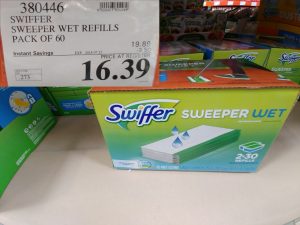 380446
SWIFFER
SWEEPER WET REFILLS
PACK OF 60
19.89
Instant Savings
16.39
Swiffer SWEEPER WET
2-30
REFILLS